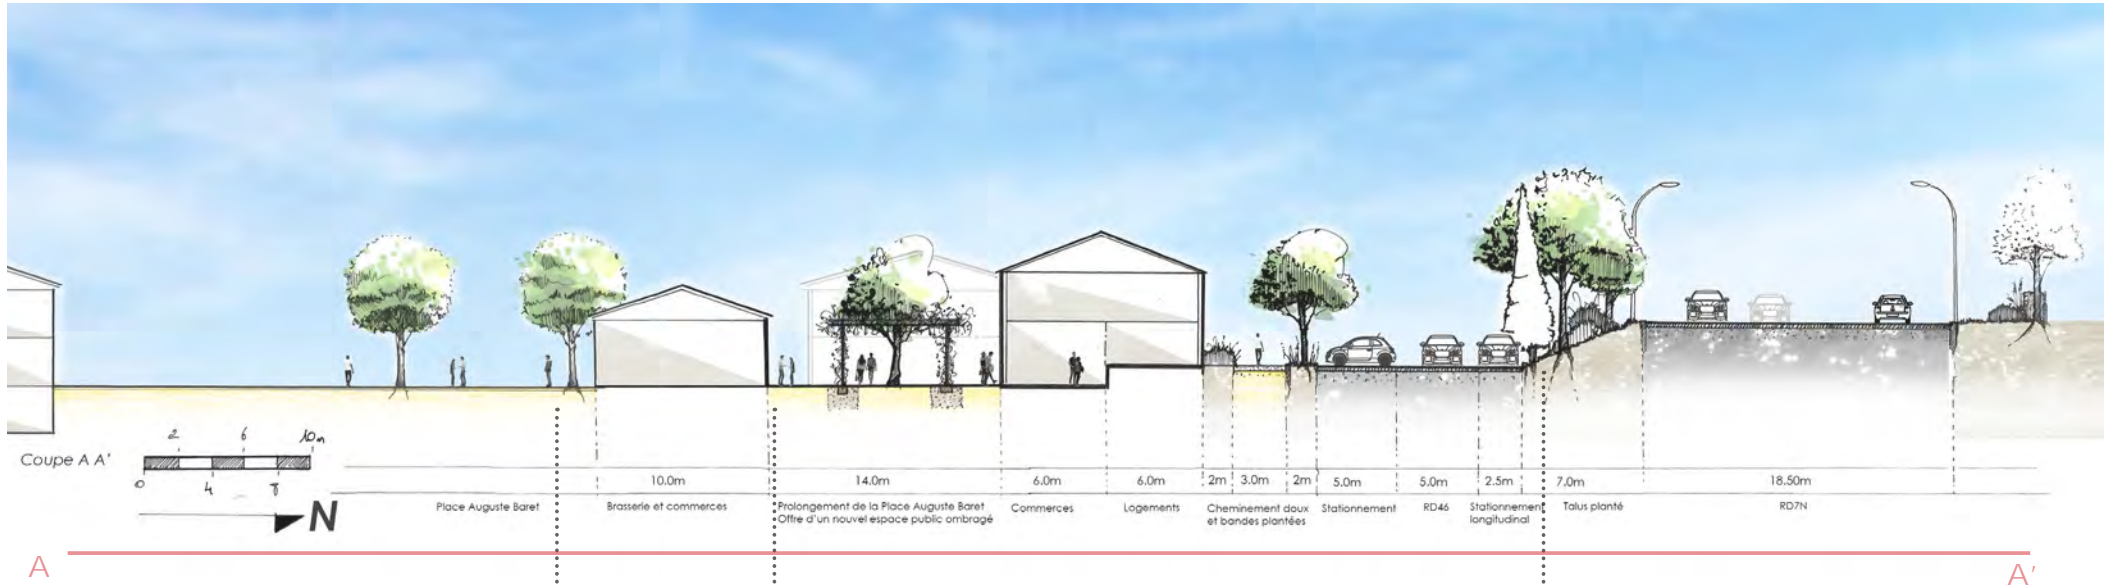 Coupe A A'
2 6 10m
0 4 8
N
10.0m 14.0m 6.0m 6.0m 2m 3.0m 2m 5.0m 5.0m 2.5m 7.0m 18.50m
Place Auguste Baret
Brasserie et commerces
Prolongement de la Place Auguste Baret
Offre d'un nouvel espace public ombragé
Commerces
Logements
Cheminement doux
et bandes plantées
Stationnement
RD46
Stationnement
longitudinal
Talus planté
RD7N
A A'